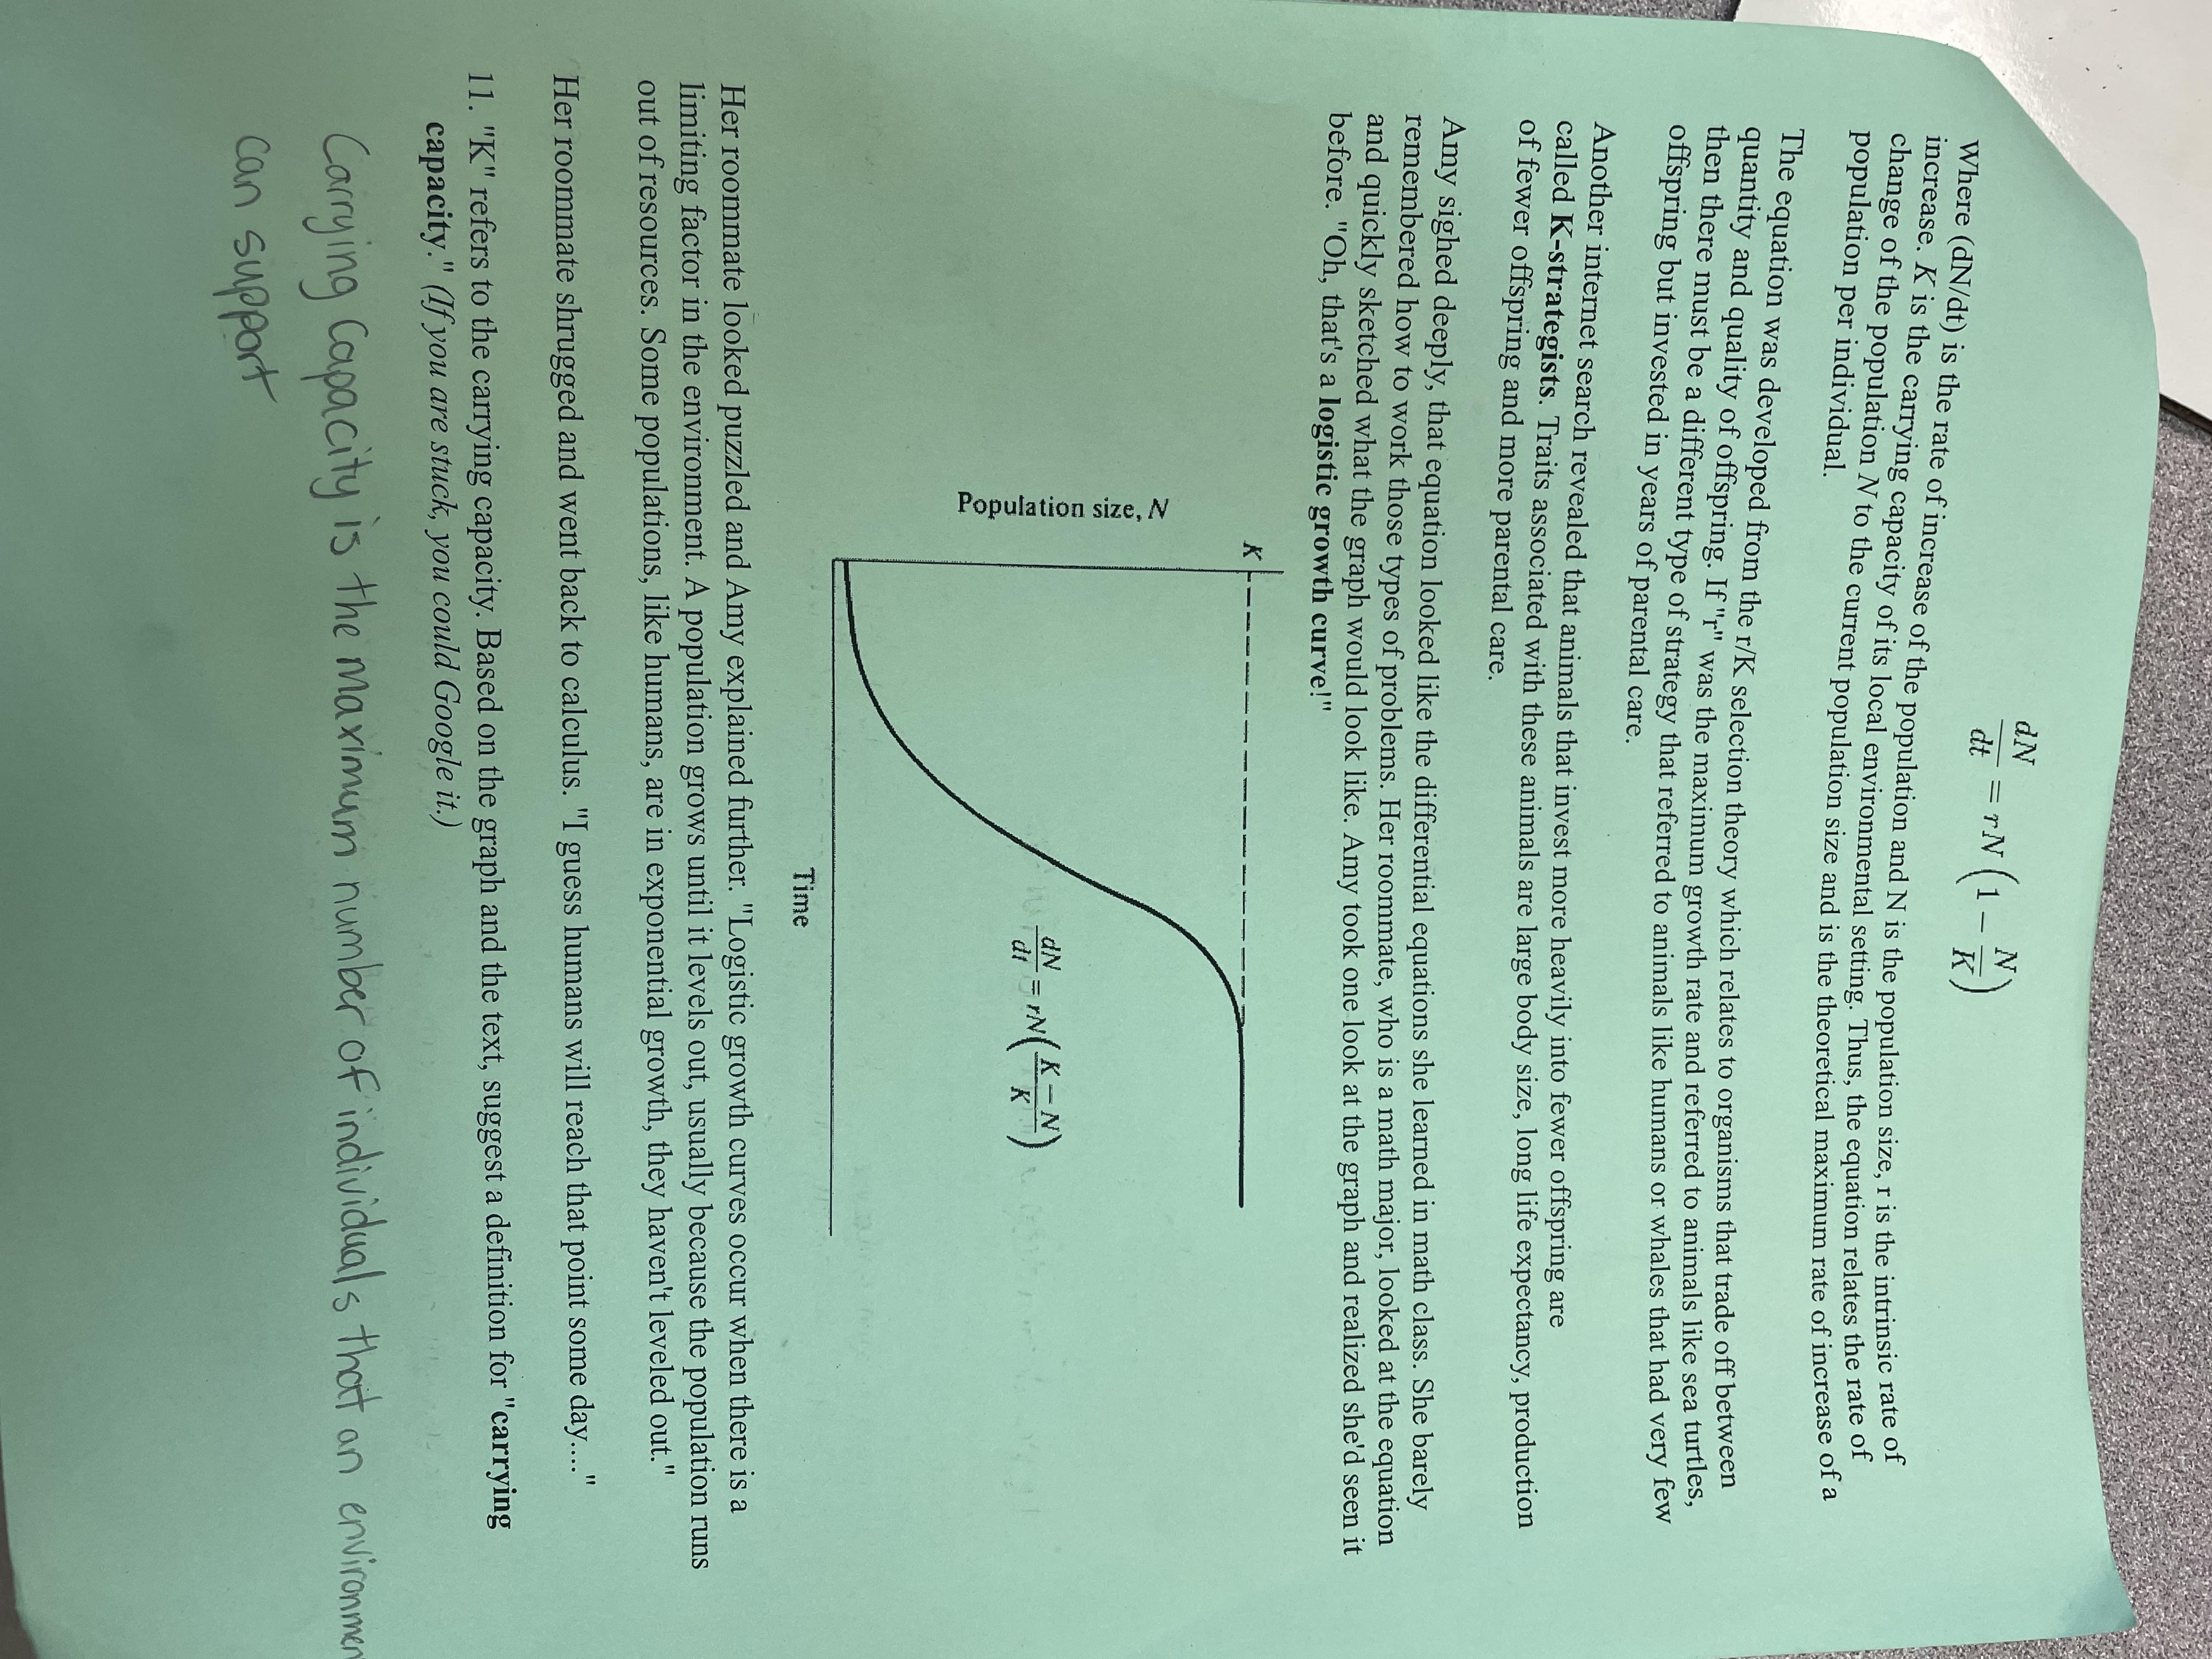 dN/dt = rN(1 - N/K)
Where (dN/dt) is the rate of increase of the population and N is the population size, r is the intrinsic rate of
increase. K is the carrying capacity of its local environmental setting. Thus, the equation relates the rate of
change of the population N to the current population size and is the theoretical maximum rate of increase of a
population per individual.
The equation was developed from the r/K selection theory which relates to organisms that trade off between
quantity and quality of offspring. If "r" was the maximum growth rate and referred to animals like sea turtles,
then there must be a different type of strategy that referred to animals like humans or whales that had very few
offspring but invested in years of parental care.
Another internet search revealed that animals that invest more heavily into fewer offspring are
called K-strategists. Traits associated with these animals are large body size, long life expectancy, production
of fewer offspring and more parental care.
Amy sighed deeply, that equation looked like the differential equations she learned in math class. She barely
remembered how to work those types of problems. Her roommate, who is a math major, looked at the equation
and quickly sketched what the graph would look like. Amy took one look at the graph and realized she'd seen it
before. "Oh, that's a logistic growth curve!"
K
Population size, N
dN/dt = rN(K - N/K)
Time
Her roommate looked puzzled and Amy explained further. "Logistic growth curves occur when there is a
limiting factor in the environment. A population grows until it levels out, usually because the population runs
out of resources. Some populations, like humans, are in exponential growth, they haven't leveled out."
Her roommate shrugged and went back to calculus. "I guess humans will reach that point some day...."
11. "K" refers to the carrying capacity. Based on the graph and the text, suggest a definition for "carrying
capacity." (If you are stuck, you could Google it.)
Carrying Capacity is the maximum number of individuals that an environmen
can support